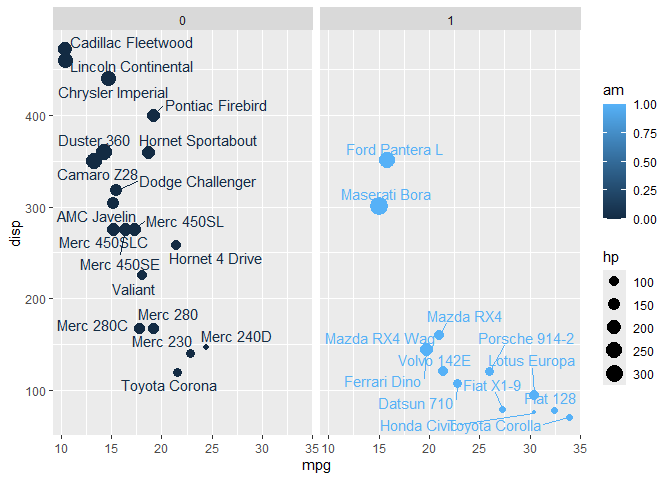 0
1
Cadillac Fleetwood
Lincoln Continental
Chrysler Imperial
Pontiac Firebird
Duster 360
Hornet Sportabout
Camaro Z28
Dodge Challenger
AMC Javelin
Merc 450SL
Merc 450SLC
Merc 450SE
Hornet 4 Drive
Valiant
Merc 280C
Merc 280
Merc 230
Merc 240D
Toyota Corona
Ford Pantera L
Maserati Bora
Mazda RX4
Mazda RX4 Wag
Porsche 914-2
Volvo 142E
Lotus Europa
Ferrari Dino
Fiat X1-9
Datsun 710
Fiat 128
Honda Civic
Toyota Corolla
400
300
200
100
disp
10
15
20
25
30
35
10
15
20
25
30
35
mpg
am
1.00
0.75
0.50
0.25
0.00
hp
100
150
200
250
300